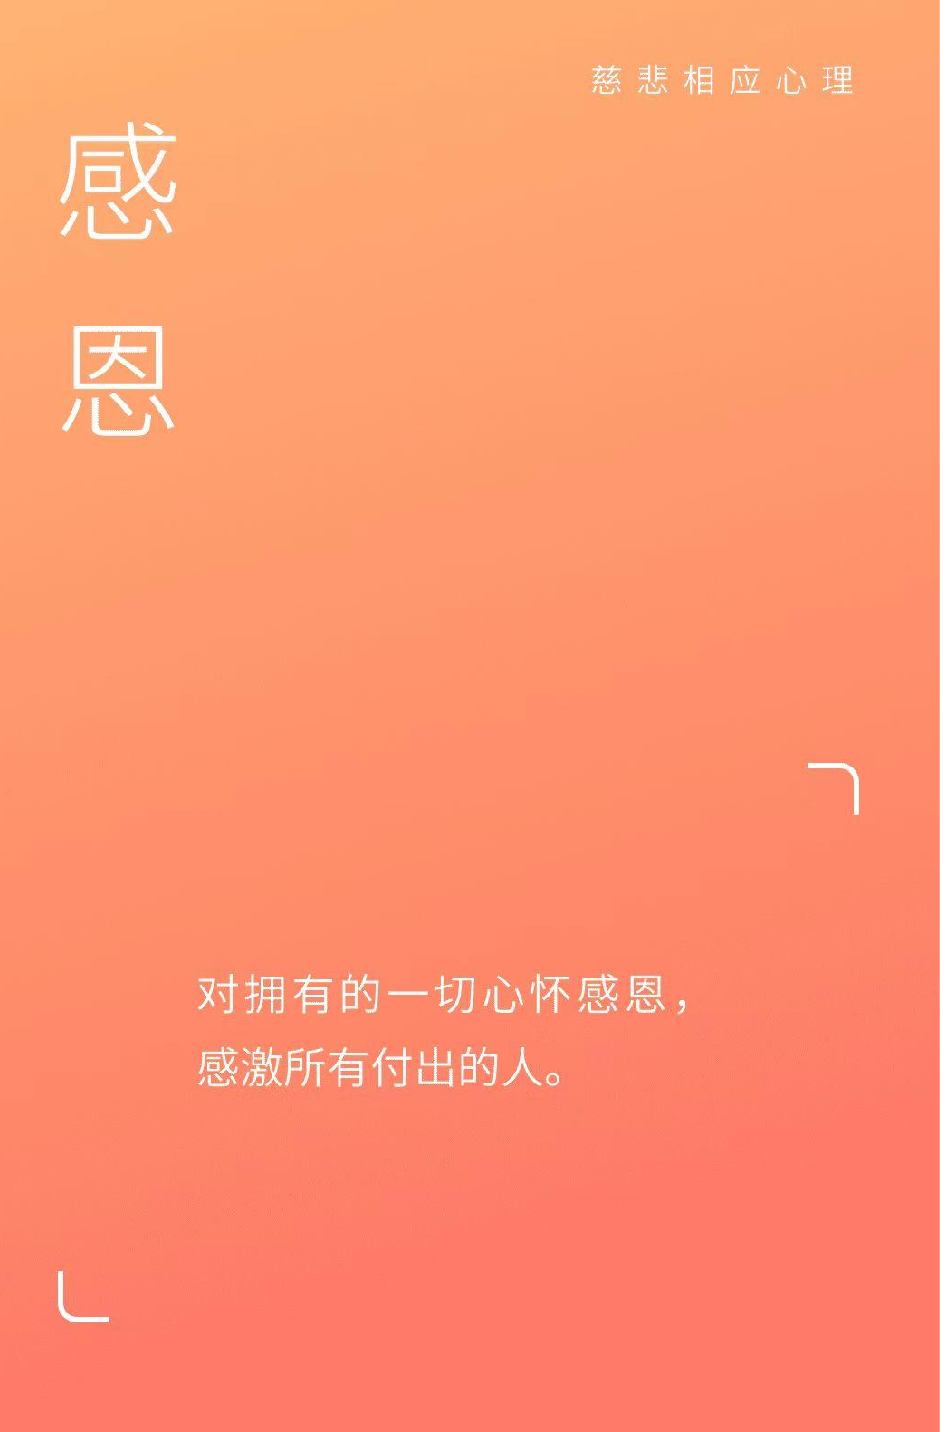 慈悲相应心理
感
恩
对拥有的一切心怀感恩，
感激所有付出的人。